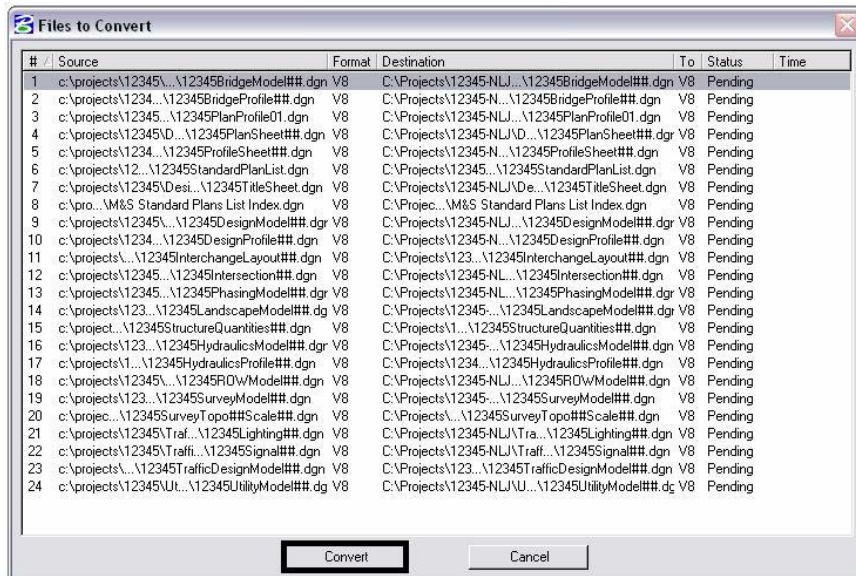 Files to Convert
# Source Format Destination To Status Time
1 c:\projects\12345\...\12345BridgeModel##.dgn V8 C:\Projects\12345-NLJ...\12345BridgeModel##.dgn V8 Pending
2 c:\projects\1234...\12345BridgeProfile##.dgn V8 C:\Projects\12345-N...\12345BridgeProfile##.dgn V8 Pending
3 c:\projects\12345...\12345PlanProfile01.dgn V8 C:\Projects\12345-NLJ...\12345PlanProfile01.dgn V8 Pending
4 c:\projects\12345\D...\12345PlanSheet##.dgn V8 C:\Projects\12345-NLJ\D...\12345PlanSheet##.dgr V8 Pending
5 c:\projects\1234...\12345ProfileSheet##.dgn V8 C:\Projects\12345-N...\12345ProfileSheet##.dgn V8 Pending
6 c:\projects\12...\12345StandardPlanList.dgn V8 C:\Projects\12345...\12345StandardPlanList.dgn V8 Pending
7 c:\projects\12345\Desi...\12345TitleSheet.dgn V8 C:\Projects\12345-NLJ\De...\12345TitleSheet.dgn V8 Pending
8 c:\pro...\M&S Standard Plans List Index.dgn V8 C:\Projec...\M&S Standard Plans List Index.dgn V8 Pending
9 c:\projects\12345\...\12345DesignModel##.dgr V8 C:\Projects\12345-NLJ...\12345DesignModel##.dgr V8 Pending
10 c:\projects\1234...\12345DesignProfile##.dgn V8 C:\Projects\12345-N...\12345DesignProfile##.dgn V8 Pending
11 c:\projects\...\12345InterchangeLayout##.dgn V8 C:\Projects\123...\12345InterchangeLayout##.dgn V8 Pending
12 c:\projects\12345...\12345Intersection##.dgn V8 C:\Projects\12345-NL...\12345Intersection##.dgn V8 Pending
13 c:\projects\12345...\12345PhasingModel##.dgr V8 C:\Projects\12345-NL...\12345PhasingModel##.dgr V8 Pending
14 c:\projects\123...\12345LandscapeModel##.dgr V8 C:\Projects\12345-...\12345LandscapeModel##.dgr V8 Pending
15 c:\project...\12345StructureQuantities##.dgn V8 C:\Projects\1...\12345StructureQuantities##.dgn V8 Pending
16 c:\projects\123...\12345HydraulicsModel##.dgr V8 C:\Projects\12345-...\12345HydraulicsModel##.dgr V8 Pending
17 c:\projects\1...\12345HydraulicsProfile##.dgn V8 C:\Projects\1234...\12345HydraulicsProfile##.dgn V8 Pending
18 c:\projects\12345\...\12345ROWModel##.dgn V8 C:\Projects\12345-NLJ...\12345ROWModel##.dgn V8 Pending
19 c:\projects\123...\12345SurveyModel##.dgn V8 C:\Projects\12345-...\12345SurveyModel##.dgn V8 Pending
20 c:\projec...\12345SurveyTopo##Scale##.dgn V8 C:\Projects\...\12345SurveyTopo##Scale##.dgn V8 Pending
21 c:\projects\12345\Traf...\12345Lighting##.dgn V8 C:\Projects\12345-NLJ\Tra...\12345Lighting##.dgn V8 Pending
22 c:\projects\12345\Traffi...\12345Signal##.dgn V8 C:\Projects\12345-NLJ\Traff...\12345Signal##.dgn V8 Pending
23 c:\projects\...\12345TrafficDesignModel##.dgn V8 C:\Projects\123...\12345TrafficDesignModel##.dgn V8 Pending
24 c:\projects\12345\Ut...\12345UtilityModel##.dg V8 C:\Projects\12345-NLJ\U...\12345UtilityModel##.dg V8 Pending
Convert Cancel